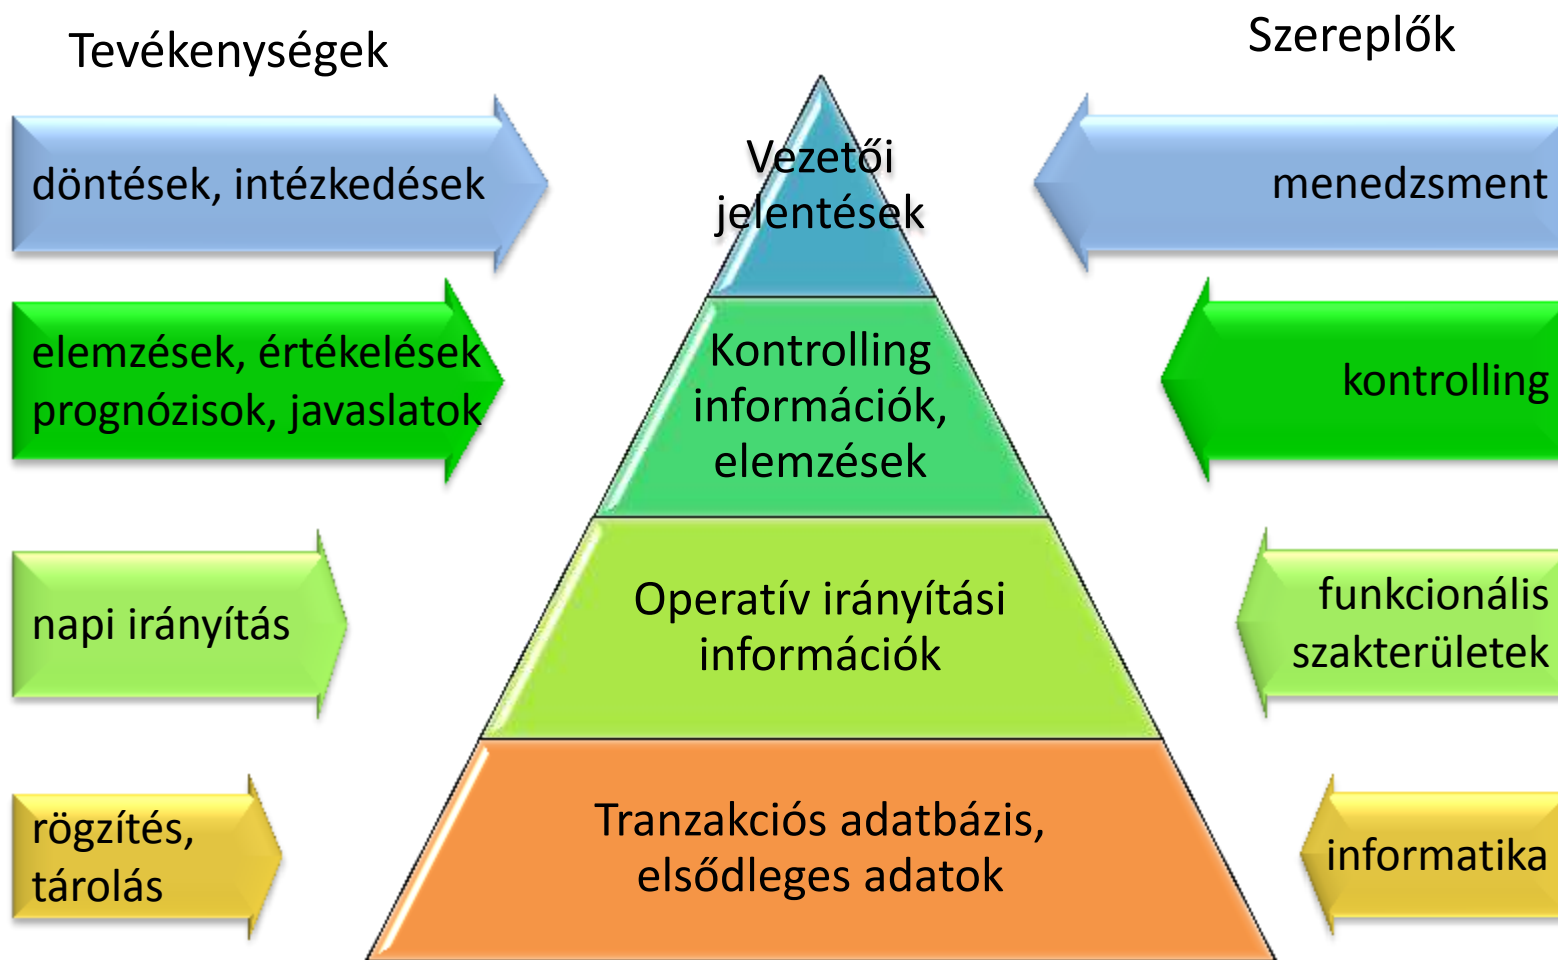 Tevékenységek
Szereplők
döntések, intézkedések
Vezetői
jelentések
menedzsment
elemzések, értékelések
prognózisok, javaslatok
Kontrolling
információk,
elemzések
kontrolling
napi irányítás
Operatív irányítási
információk
funkcionális
szakterületek
rögzítés,
tárolás
Tranzakciós adatbázis,
elsődleges adatok
informatika